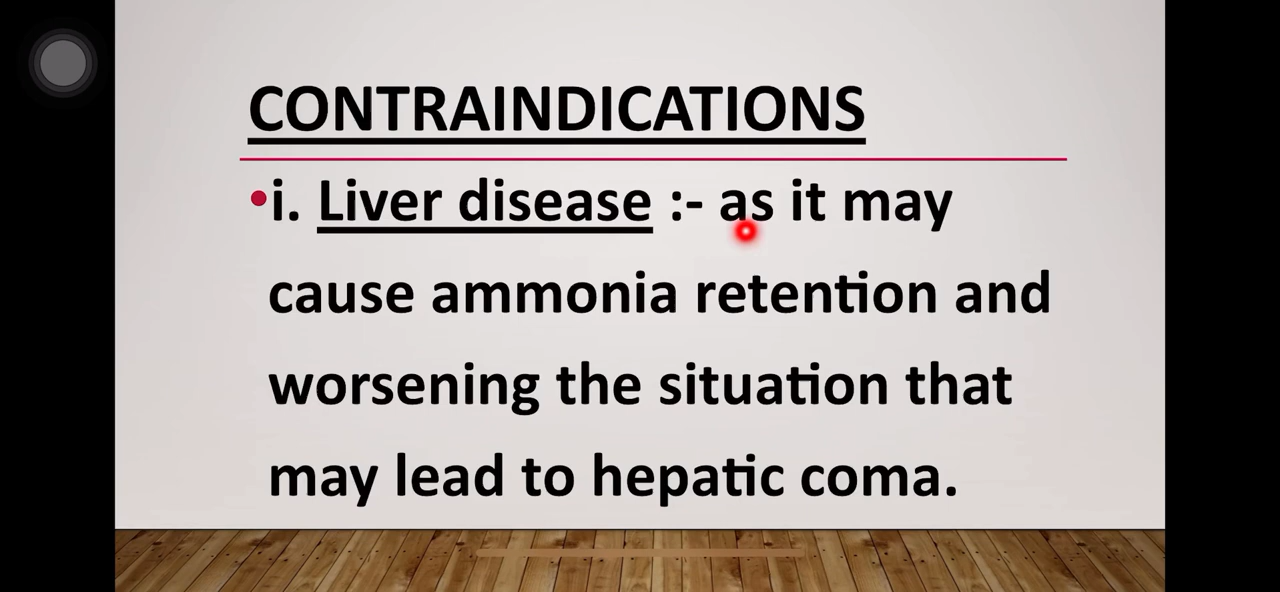 CONTRAINDICATIONS
•i. Liver disease :- as it may
cause ammonia retention and
worsening the situation that
may lead to hepatic coma.